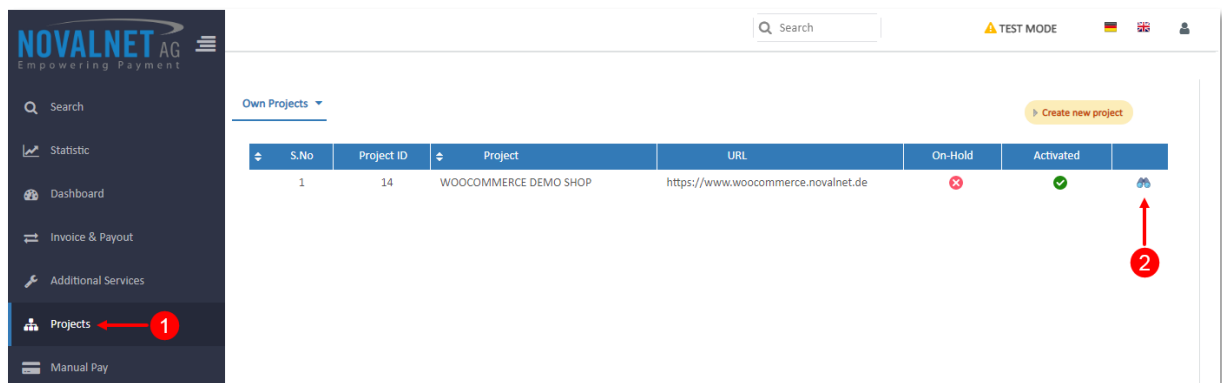 NOVALNET AG
Empowering Payment
Search
TEST MODE
Search
Statistic
Dashboard
Invoice & Payout
Additional Services
Projects
1
Manual Pay
Own Projects
Create new project
S.No Project ID Project URL On-Hold Activated
1 14 WOOCOMMERCE DEMO SHOP https://www.woocommerce.novalnet.de
2